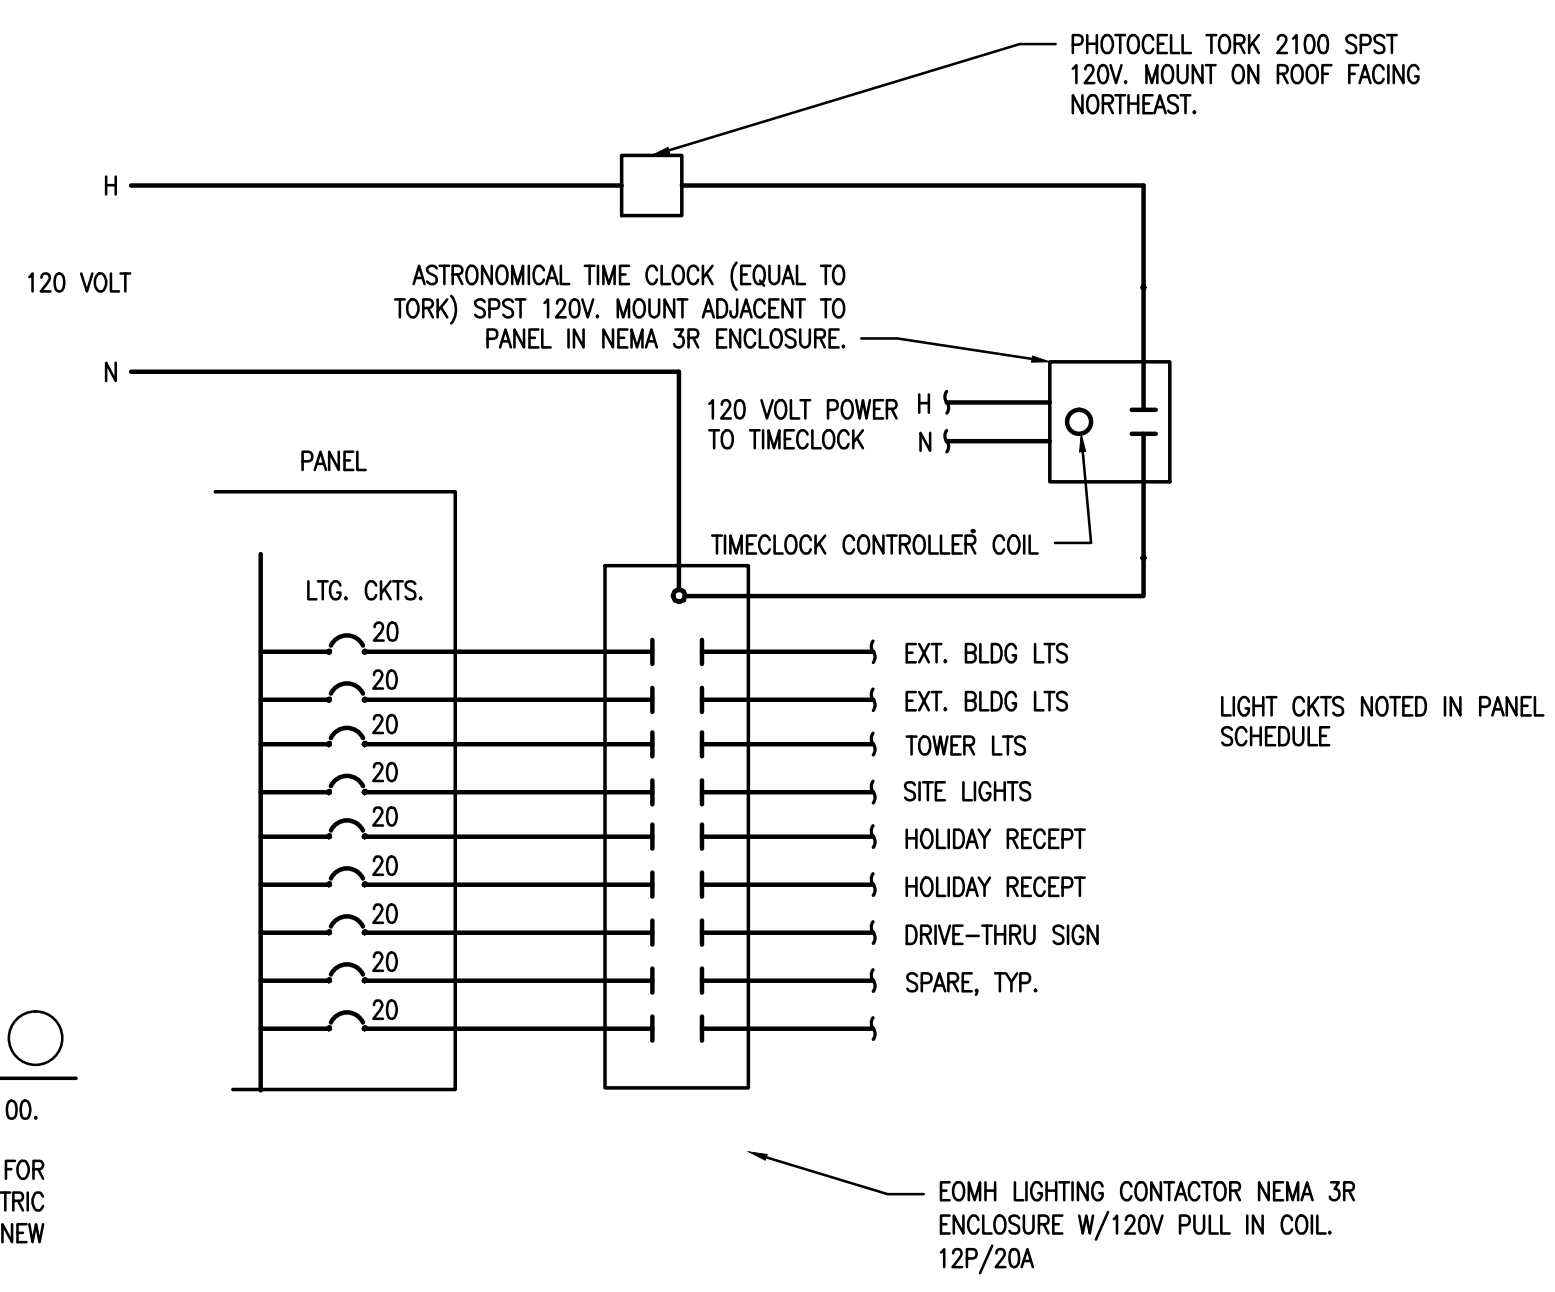 PHOTOCELL TORK 2100 SPST
120V. MOUNT ON ROOF FACING
NORTHEAST.
H
120 VOLT
ASTRONOMICAL TIME CLOCK (EQUAL TO
TORK) SPST 120V. MOUNT ADJACENT TO
PANEL IN NEMA 3R ENCLOSURE.
N
120 VOLT POWER
TO TIMECLOCK
H
N
PANEL
TIMECLOCK CONTROLLER COIL
LTG. CKTS.
20
EXT. BLDG LTS
20
EXT. BLDG LTS
LIGHT CKTS NOTED IN PANEL
SCHEDULE
20
TOWER LTS
20
SITE LIGHTS
20
HOLIDAY RECEPT
20
HOLIDAY RECEPT
20
DRIVE-THRU SIGN
20
SPARE, TYP.
20
00.
FOR
TRIC
NEW
EOMH LIGHTING CONTACTOR NEMA 3R
ENCLOSURE W/120V PULL IN COIL.
12P/20A